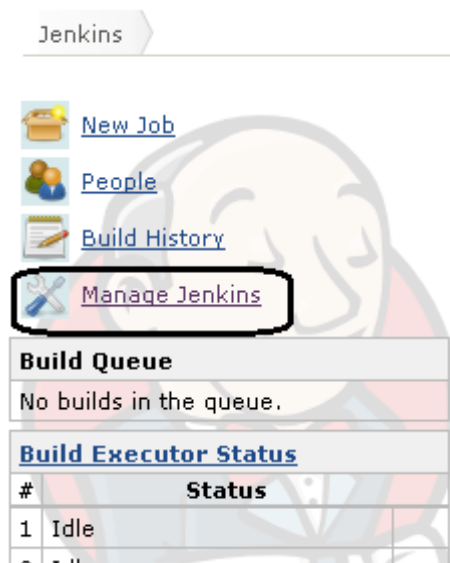 Jenkins
New Job
People
Build History
Manage Jenkins
Build Queue
No builds in the queue.
Build Executor Status
# Status
1 Idle